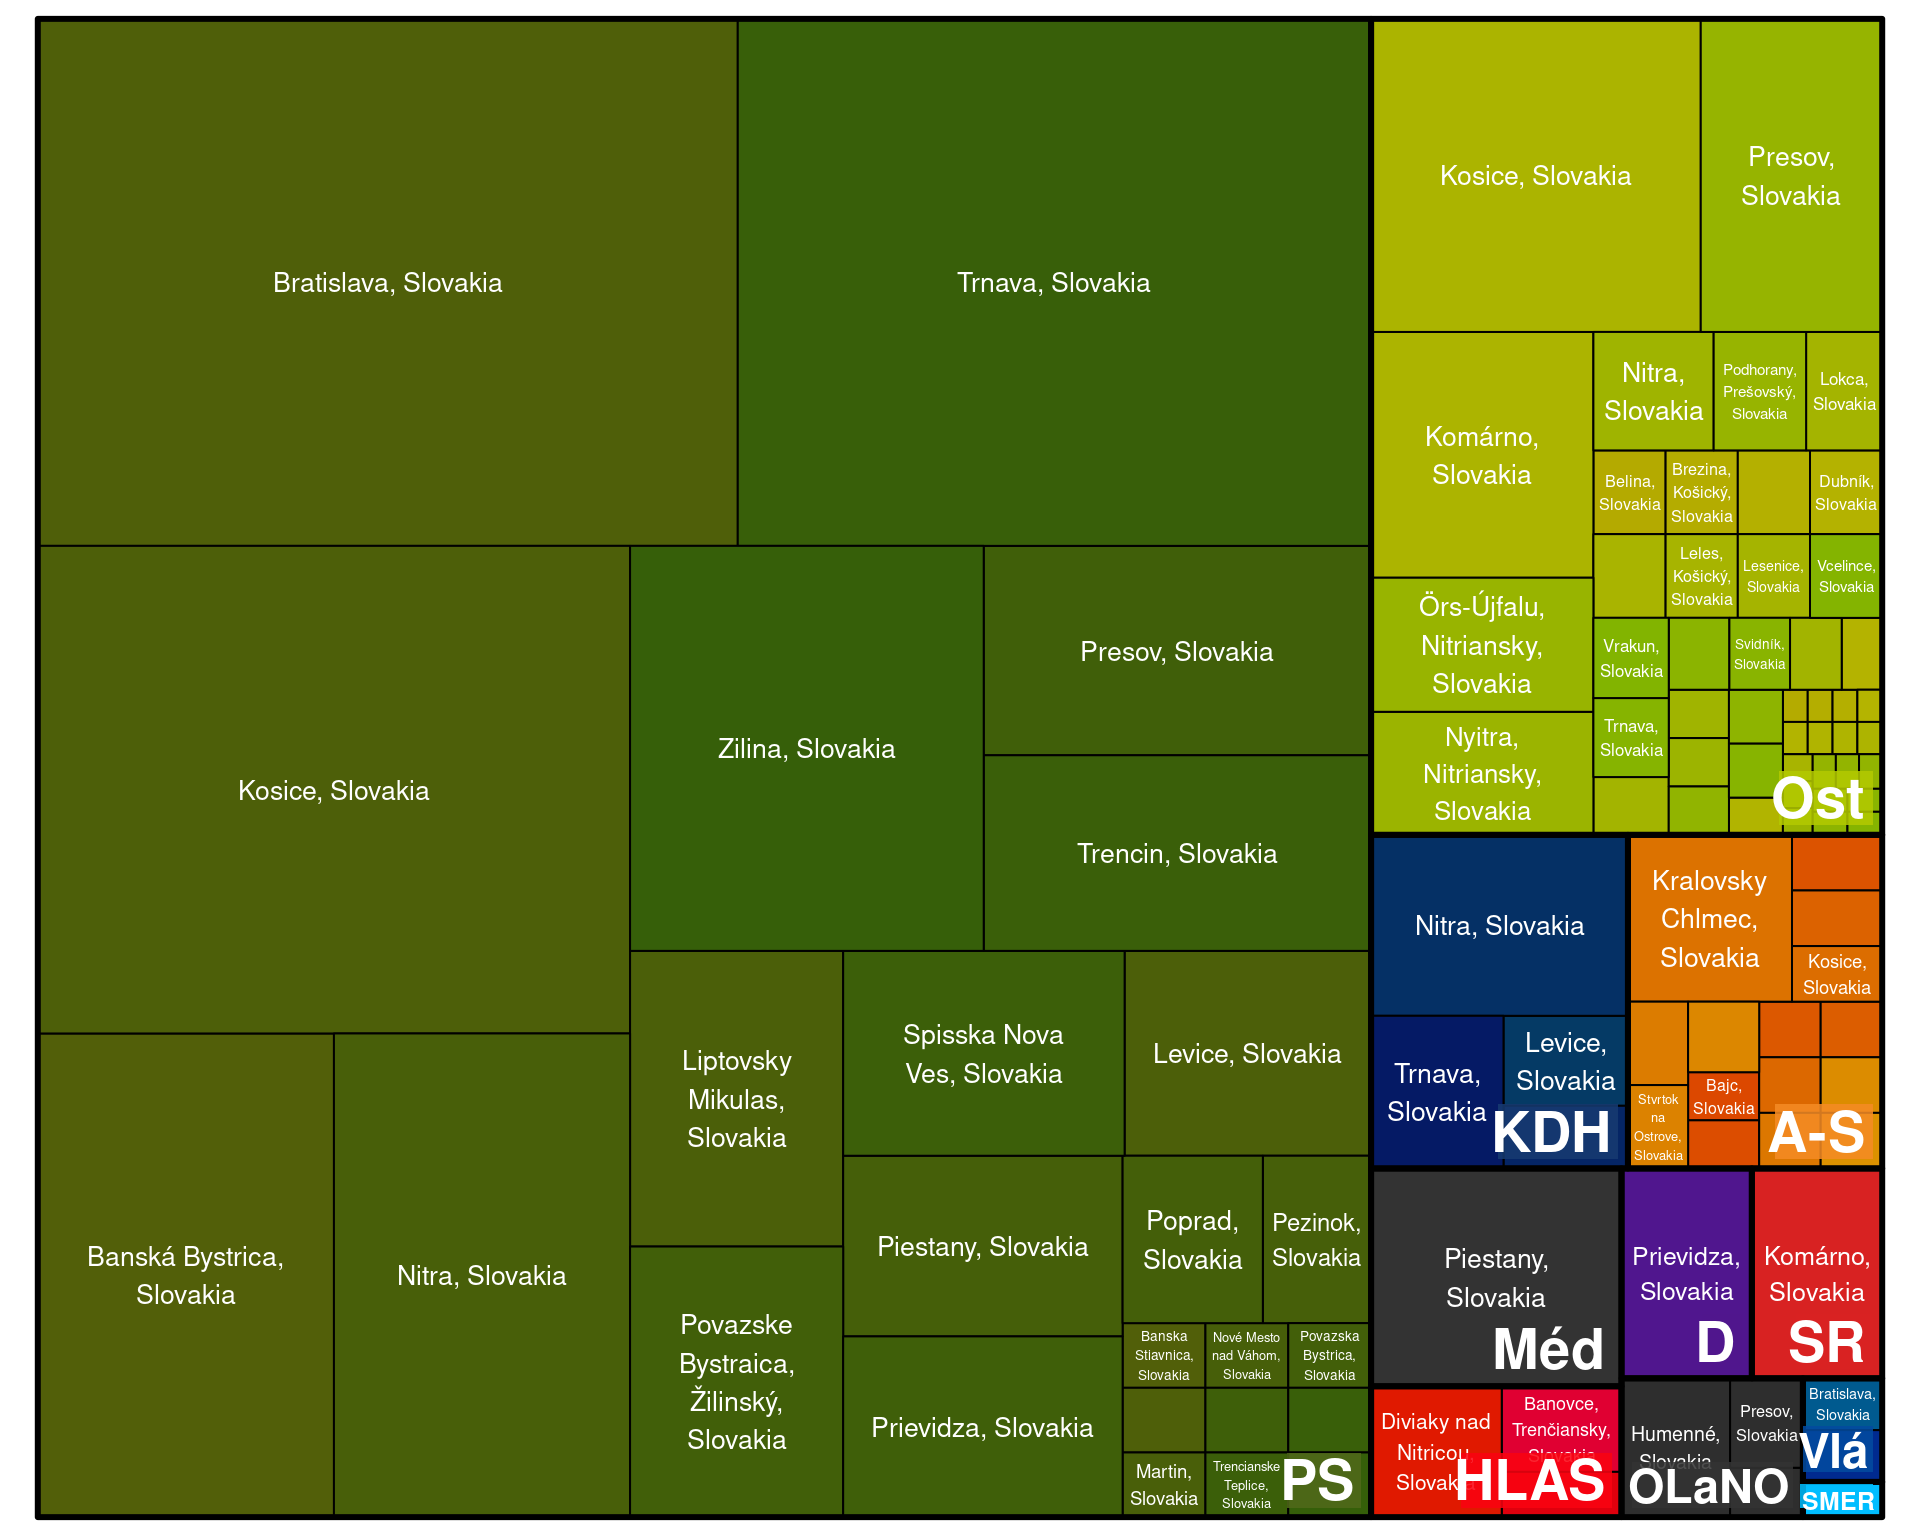 Bratislava, Slovakia
Trnava, Slovakia
Kosice, Slovakia
Zilina, Slovakia
Presov, Slovakia
Trencin, Slovakia
Banská Bystrica,
Slovakia
Nitra, Slovakia
Liptovsky
Mikulas,
Slovakia
Povazske
Bystraica,
Žilinský,
Slovakia
Spisska Nova
Ves, Slovakia
Levice, Slovakia
Piestany, Slovakia
Prievidza, Slovakia
Poprad,
Slovakia
Pezinok,
Slovakia
Banska
Stiavnica,
Slovakia
Nové Mesto
nad Váhom,
Slovakia
Povazska
Bystrica,
Slovakia
Martin,
Slovakia
Trencianske
Teplice,
Slovakia
PS
Kosice, Slovakia
Presov,
Slovakia
Komárno,
Slovakia
Örs-Újfalu,
Nitriansky,
Slovakia
Nyitra,
Nitriansky,
Slovakia
Nitra,
Slovakia
Podhorany,
Prešovský,
Slovakia
Lokca,
Slovakia
Belina,
Slovakia
Brezina,
Košický,
Slovakia
Dubník,
Slovakia
Leles,
Košický,
Slovakia
Lesenice,
Slovakia
Vcelince,
Slovakia
Vrakun,
Slovakia
Svidník,
Slovakia
Trnava,
Slovakia
Ost
Nitra, Slovakia
Trnava,
Slovakia
Levice,
Slovakia
KDH
Kralovsky
Chlmec,
Slovakia
Kosice,
Slovakia
Stvrtok
na
Ostrove,
Slovakia
Bajc,
Slovakia
A-S
Piestany,
Slovakia
Méd
Prievidza,
Slovakia
D
Komárno,
Slovakia
SR
Diviaky nad
Nitricou,
Slovakia
Banovce,
Trenčiansky,
Slovakia
HLAS
Humenné,
Slovakia
Presov,
Slovakia
OLaNO
Bratislava,
Slovakia
Vlá
SMER